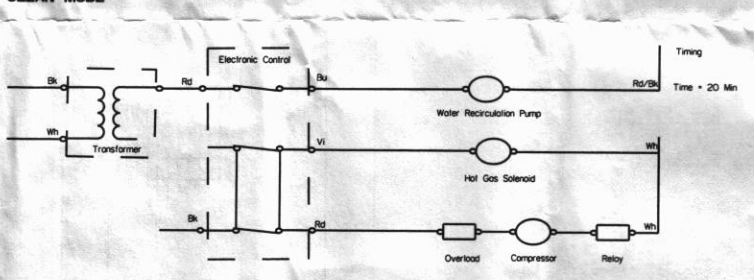 Electronic Control
Timing
Bk
Rd
Bu
Rd/Bk
Time = 20 Min
Water Recirculation Pump
Wh
Transformer
Vi
Wh
Hot Gas Solenoid
Bk
Rd
Wh
Overload
Compressor
Relay